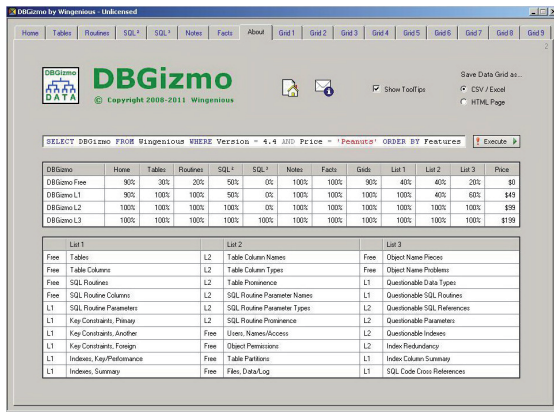 DBGizmo by Wingenious - Unlicensed
Home Tables Routines SQL² SQL³ Notes Facts About Grid 1 Grid 2 Grid 3 Grid 4 Grid 5 Grid 6 Grid 7 Grid 8 Grid 9
2
DBGizmo
DATA
DBGizmo
© Copyright 2008-2011 Wingenious
Show ToolTips
Save Data Grid as...
CSV / Excel
HTML Page
SELECT DBGizmo FROM Wingenious WHERE Version = 4.4 AND Price = 'Peanuts' ORDER BY Features
Execute
DBGizmo Home Tables Routines SQL² SQL³ Notes Facts Grids List 1 List 2 List 3 Price
DBGizmo Free 90% 30% 20% 50% 0% 100% 100% 90% 40% 40% 20% $0
DBGizmo L1 90% 100% 100% 50% 0% 100% 100% 100% 100% 40% 60% $49
DBGizmo L2 100% 100% 100% 100% 0% 100% 100% 100% 100% 100% 100% $99
DBGizmo L3 100% 100% 100% 100% 100% 100% 100% 100% 100% 100% 100% $199
List 1 List 2 List 3
Free Tables L2 Table Column Names Free Object Name Pieces
Free Table Columns L2 Table Column Types Free Object Name Problems
Free SQL Routines L2 Table Prominence L1 Questionable Data Types
Free SQL Routine Columns L2 SQL Routine Parameter Names L1 Questionable SQL Routines
L1 SQL Routine Parameters L2 SQL Routine Parameter Types L2 Questionable SQL References
L1 Key Constraints, Primary L2 SQL Routine Prominence L2 Questionable Parameters
L1 Key Constraints, Another Free Users, Names/Access L2 Questionable Indexes
L1 Key Constraints, Foreign Free Object Permissions L2 Index Redundancy
L1 Indexes, Key/Performance Free Table Partitions L1 Index Column Summary
L1 Indexes, Summary Free Files, Data/Log L1 SQL Code Cross References